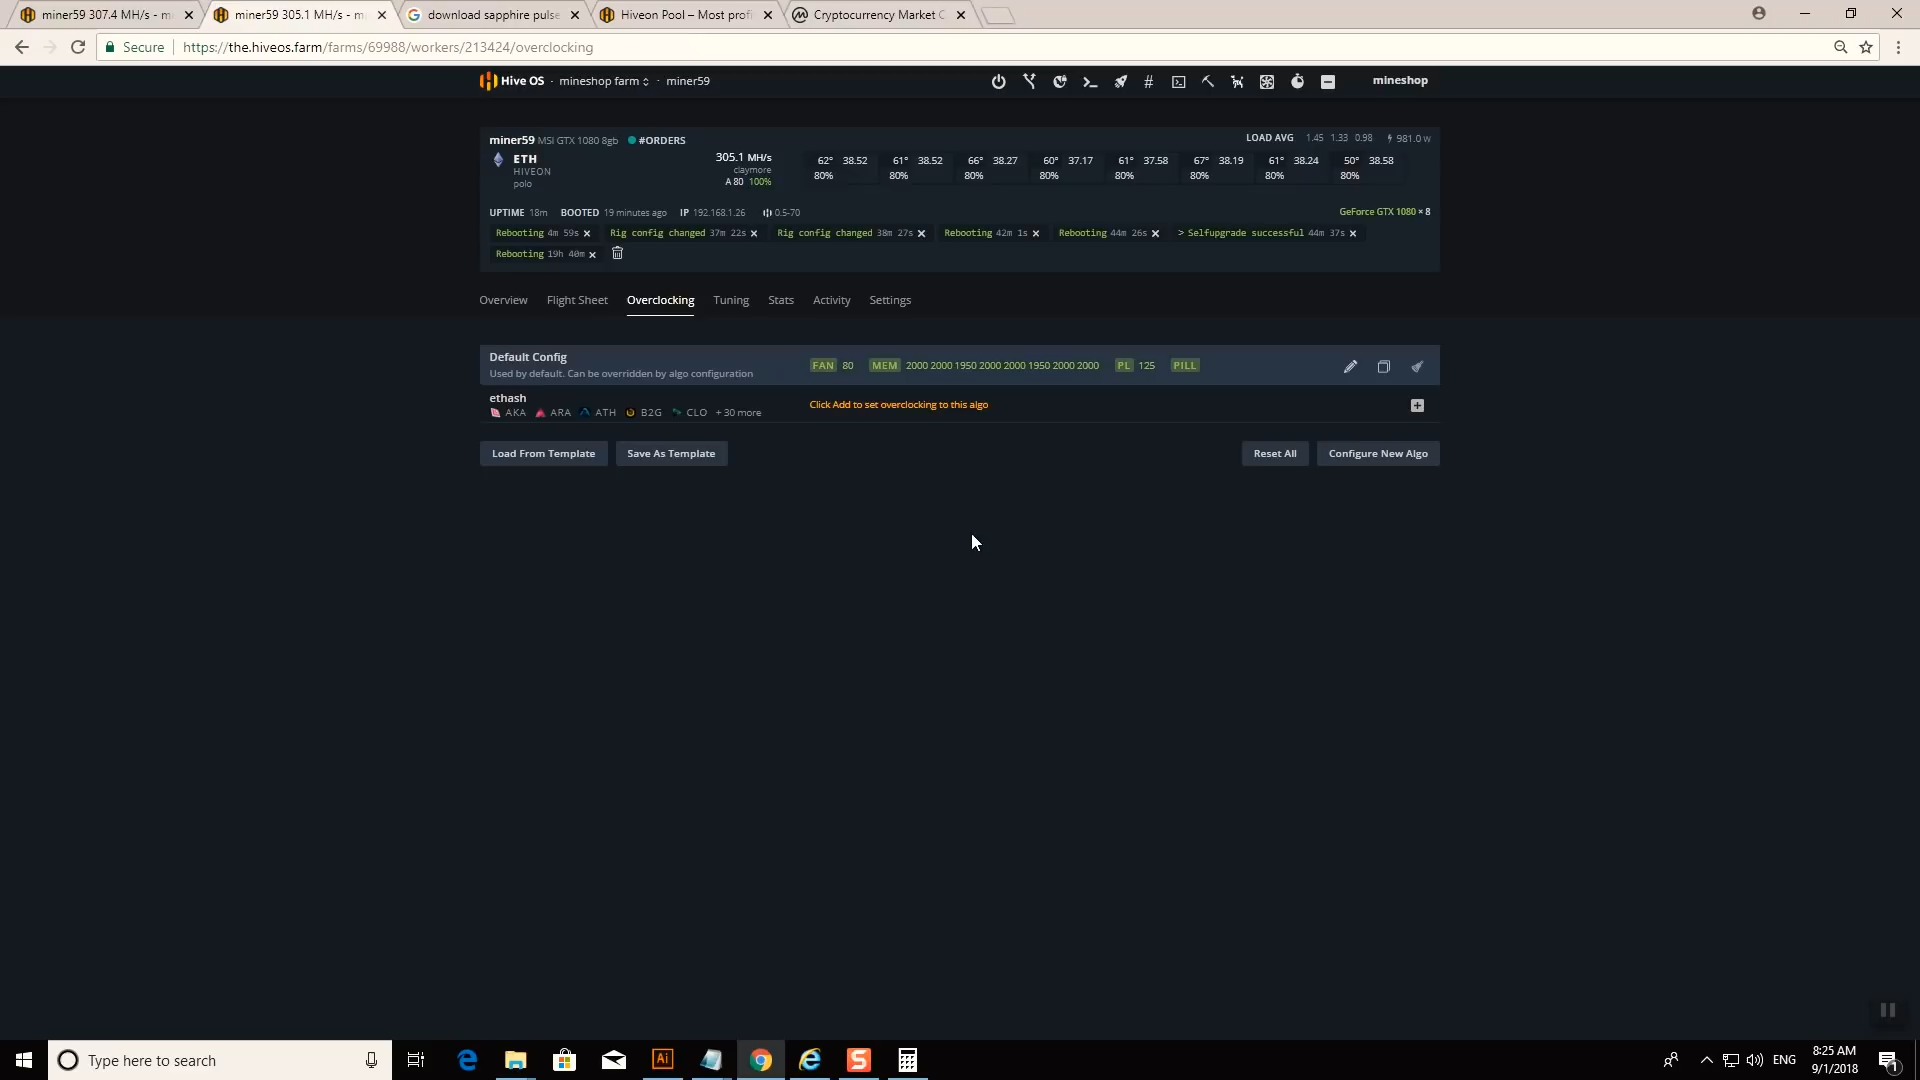 miner59 307.4 MH/s - m
miner59 305.1 MH/s - m
download sapphire pulse
Hiveon Pool – Most profi
Cryptocurrency Market C
Secure
https://the.hiveos.farm/farms/69988/workers/213424/overclocking
Hive OS · mineshop farm · miner59
mineshop
miner59 MSI GTX 1080 8gb #ORDERS
LOAD AVG 1.45 1.33 0.98 981.0 w
ETH
HIVEON
polo
305.1 MH/s
claymore
A 80 100%
62° 38.52 61° 38.52 66° 38.27 60° 37.17 61° 37.58 67° 38.19 61° 38.24 50° 38.58
80% 80% 80% 80% 80% 80% 80% 80%
UPTIME 18m BOOTED 19 minutes ago IP 192.168.1.26 0.5-70
GeForce GTX 1080 × 8
Rebooting 4m 59s × Rig config changed 37m 22s × Rig config changed 38m 27s × Rebooting 42m 1s × Rebooting 44m 26s × > Selfupgrade successful 44m 37s ×
Rebooting 19h 40m ×
Overview Flight Sheet Overclocking Tuning Stats Activity Settings
Default Config
Used by default. Can be overridden by algo configuration
FAN 80 MEM 2000 2000 1950 2000 2000 1950 2000 2000 PL 125 PILL
ethash
AKA ARA ATH B2G CLO + 30 more
Click Add to set overclocking to this algo
Load From Template Save As Template Reset All Configure New Algo
Type here to search
Ai
S
ENG
8:25 AM
9/1/2018
1